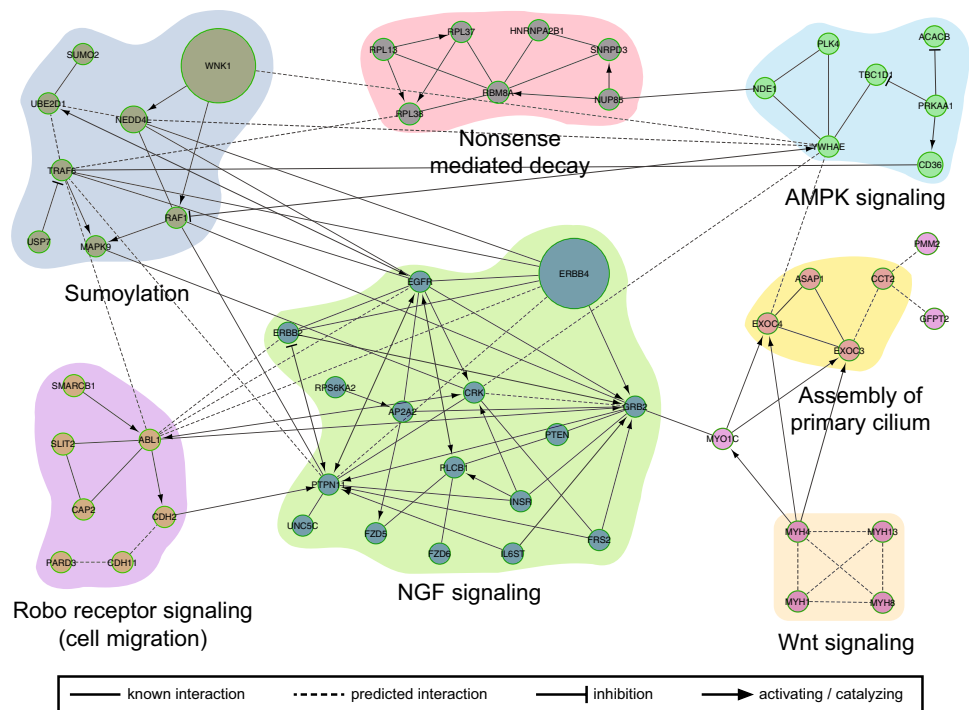 SUMO2
WNK1
UBE2D1
NEDD4L
TRAF6
RAF1
USP7
MAPK9
Sumoylation
RPL13
RPL37
HNRNPA2B1
SNRPD3
RBM8A
NUP85
RPL38
Nonsense
mediated decay
PLK4
ACACB
TBC1D1
NDE1
PRKAA1
YWHAE
CD36
AMPK signaling
PMM2
ASAP1
CCT2
GFPT2
EXOC4
EXOC3
Assembly of
primary cilium
MYO1C
EGFR
ERBB4
ERBB2
RPS6KA2
CRK
AP2A2
GRB2
PTEN
PLCB1
PTPN11
INSR
UNC5C
FZD5
FZD6
IL6ST
FRS2
NGF signaling
SMARCB1
SLIT2
ABL1
CAP2
CDH2
PARD3
CDH11
Robo receptor signaling
(cell migration)
MYH4
MYH13
MYH1
MYH8
Wnt signaling
known interaction
predicted interaction
inhibition
activating / catalyzing